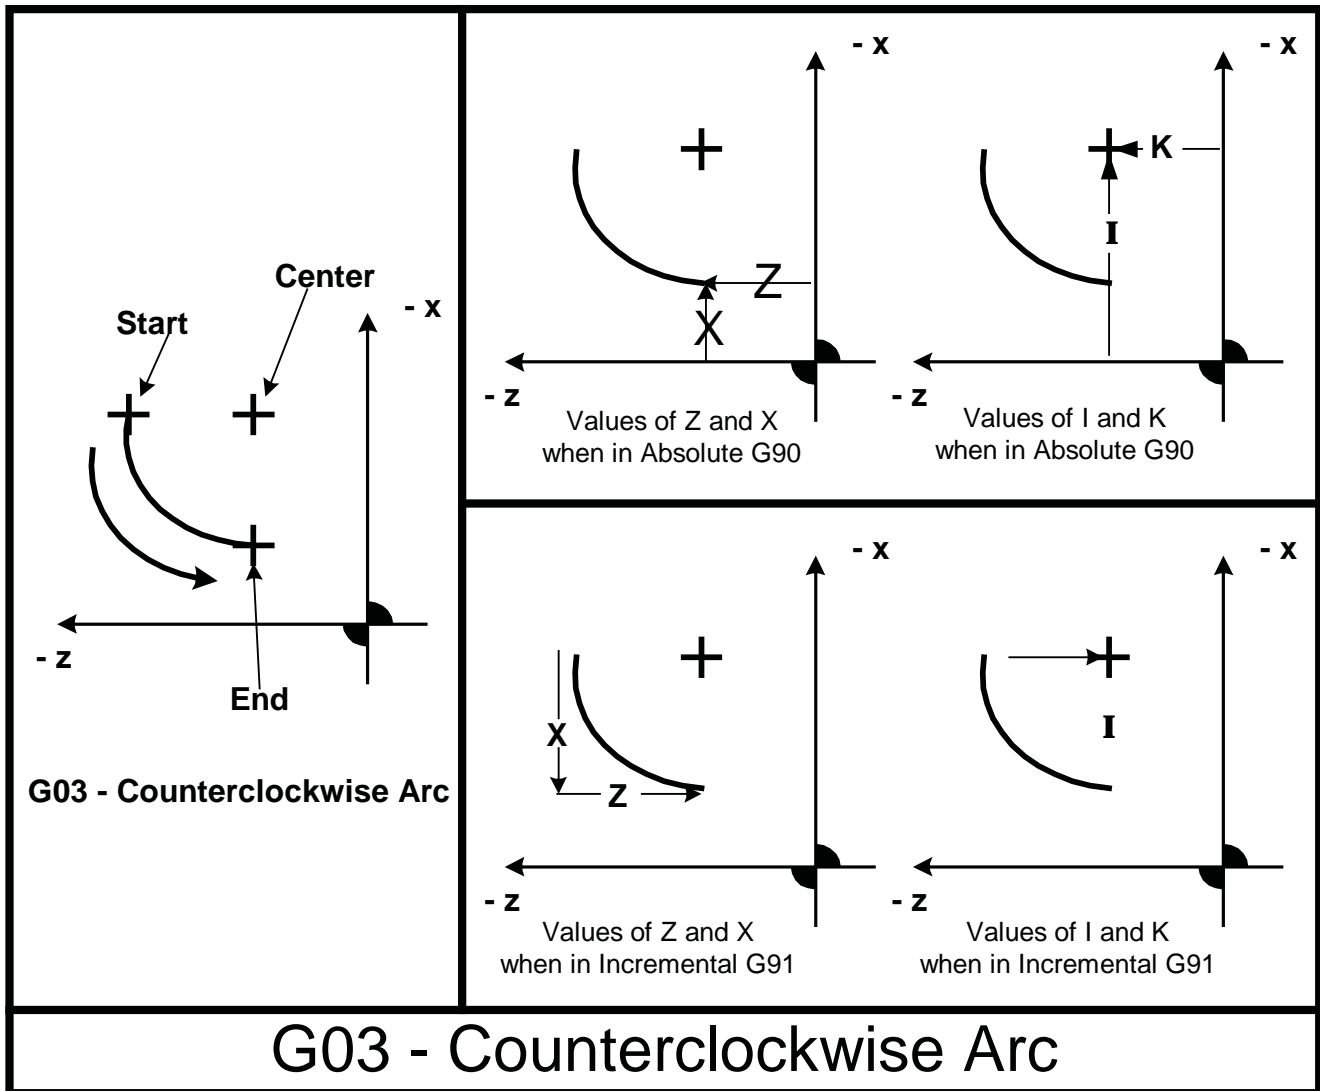 Center
- x
Start
- z
End
G03 - Counterclockwise Arc
- x
Z
X
- z
Values of Z and X
when in Absolute G90
- x
K
I
- z
Values of I and K
when in Absolute G90
- x
X
Z
- z
Values of Z and X
when in Incremental G91
- x
I
- z
Values of I and K
when in Incremental G91
G03 - Counterclockwise Arc